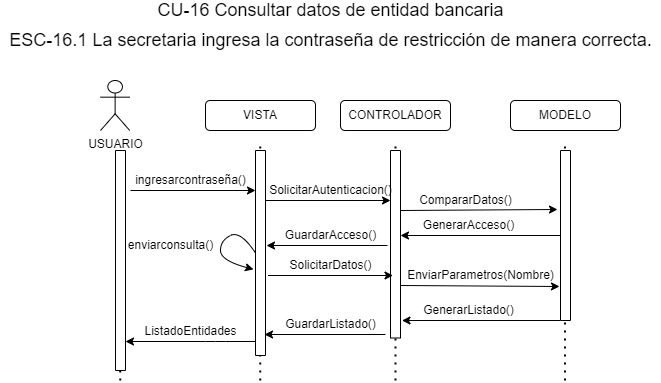 CU-16 Consultar datos de entidad bancaria
ESC-16.1 La secretaria ingresa la contraseña de restricción de manera correcta.
VISTA
CONTROLADOR
MODELO
USUARIO
ingresarcontraseña()
SolicitarAutenticacion()
CompararDatos()
GenerarAcceso()
GuardarAcceso()
enviarconsulta()
SolicitarDatos()
EnviarParametros(Nombre)
GenerarListado()
GuardarListado()
ListadoEntidades